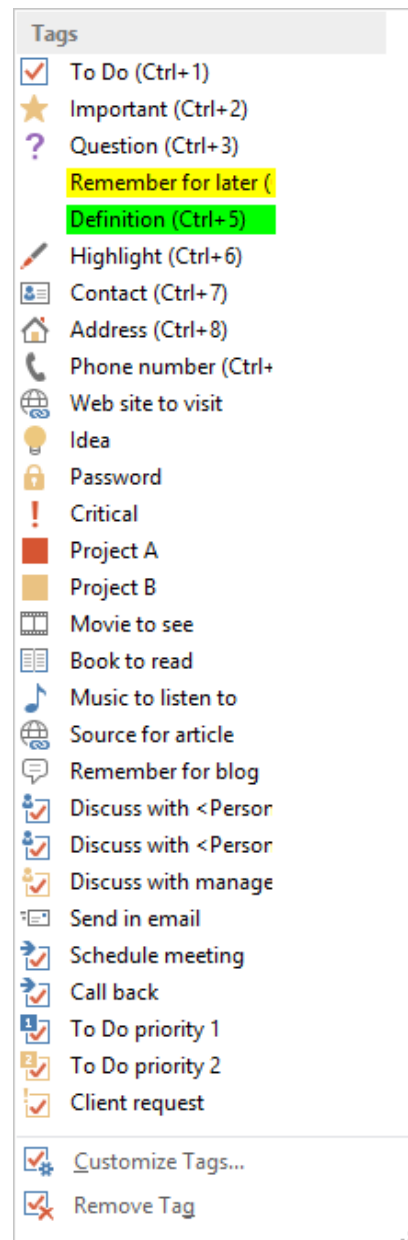 Tags
To Do (Ctrl+1)
Important (Ctrl+2)
Question (Ctrl+3)
Remember for later (
Definition (Ctrl+5)
Highlight (Ctrl+6)
Contact (Ctrl+7)
Address (Ctrl+8)
Phone number (Ctrl+
Web site to visit
Idea
Password
Critical
Project A
Project B
Movie to see
Book to read
Music to listen to
Source for article
Remember for blog
Discuss with <Person
Discuss with <Person
Discuss with manage
Send in email
Schedule meeting
Call back
1 To Do priority 1
2 To Do priority 2
Client request
Customize Tags...
Remove Tag